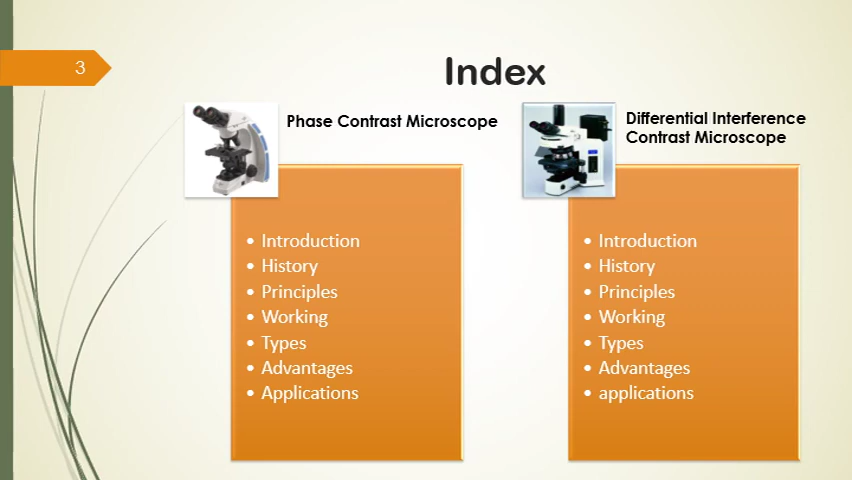 3
Index
Phase Contrast Microscope
• Introduction
• History
• Principles
• Working
• Types
• Advantages
• Applications
Differential Interference
Contrast Microscope
• Introduction
• History
• Principles
• Working
• Types
• Advantages
• applications